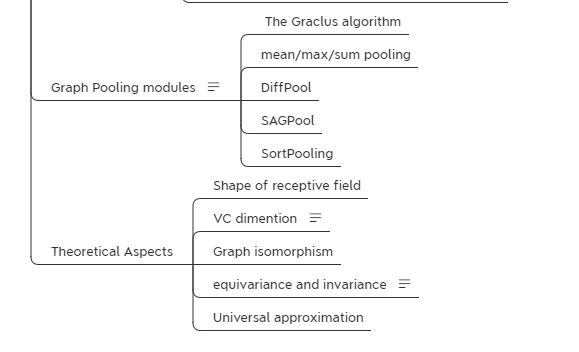 The Graclus algorithm
mean/max/sum pooling
Graph Pooling modules
DiffPool
SAGPool
SortPooling
Shape of receptive field
VC dimention
Theoretical Aspects
Graph isomorphism
equivariance and invariance
Universal approximation